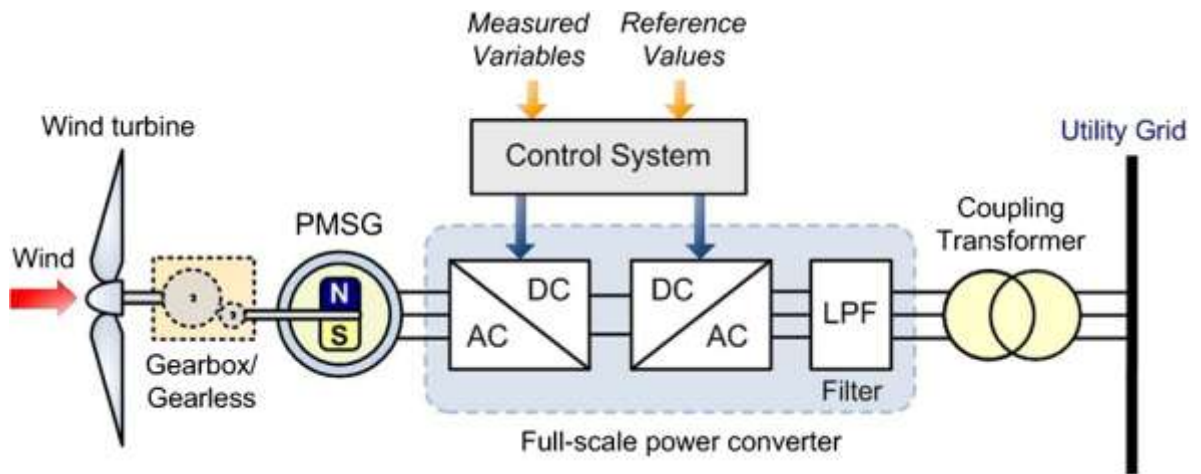 Measured
Variables
Reference
Values
Wind turbine
Control System
Utility Grid
PMSG
Coupling
Transformer
Wind
N
S
DC
AC
DC
AC
LPF
Gearbox/
Gearless
Filter
Full-scale power converter